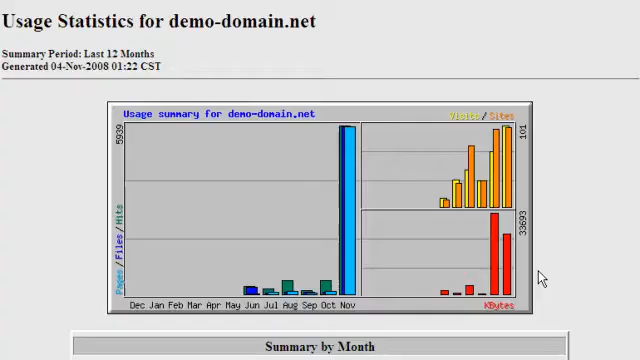 Usage Statistics for demo-domain.net
Summary Period: Last 12 Months
Generated 04-Nov-2008 01:22 CST
Usage summary for demo-domain.net
Visits / Sites
5939
101
Pages / Files / Hits
33693
Dec Jan Feb Mar Apr May Jun Jul Aug Sep Oct Nov
KBytes
Summary by Month